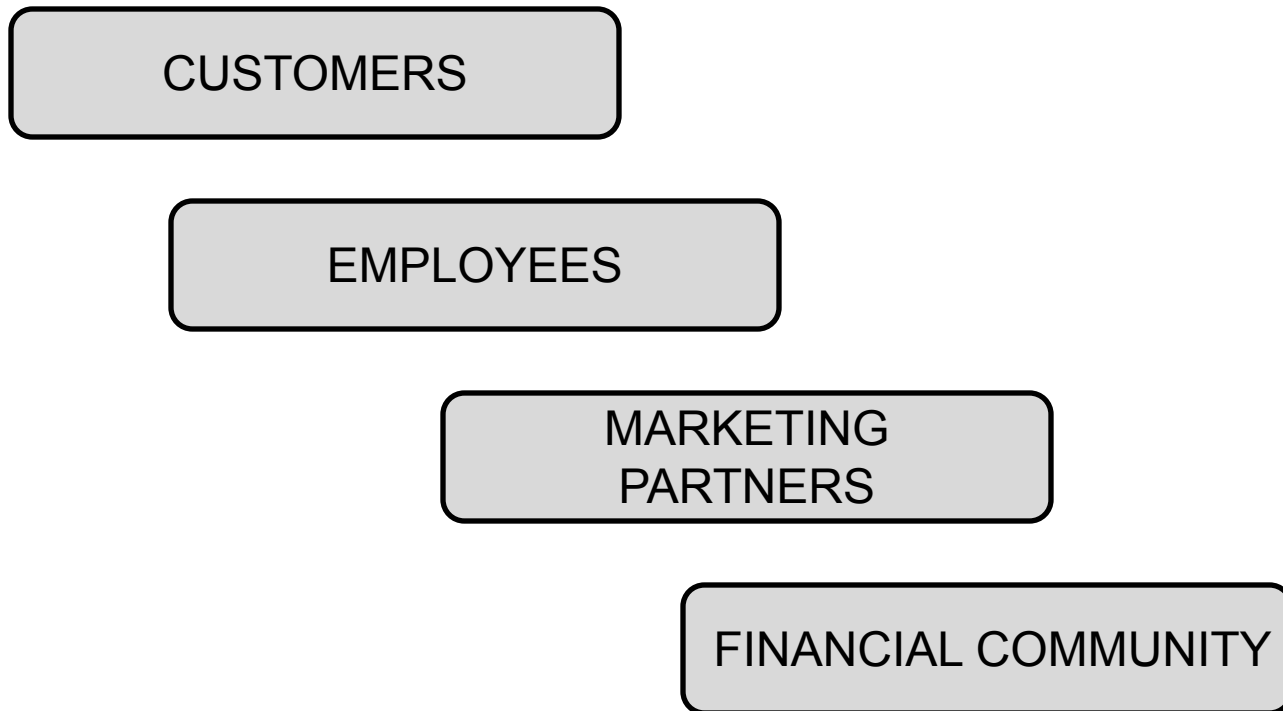 CUSTOMERS
EMPLOYEES
MARKETING
PARTNERS
FINANCIAL COMMUNITY